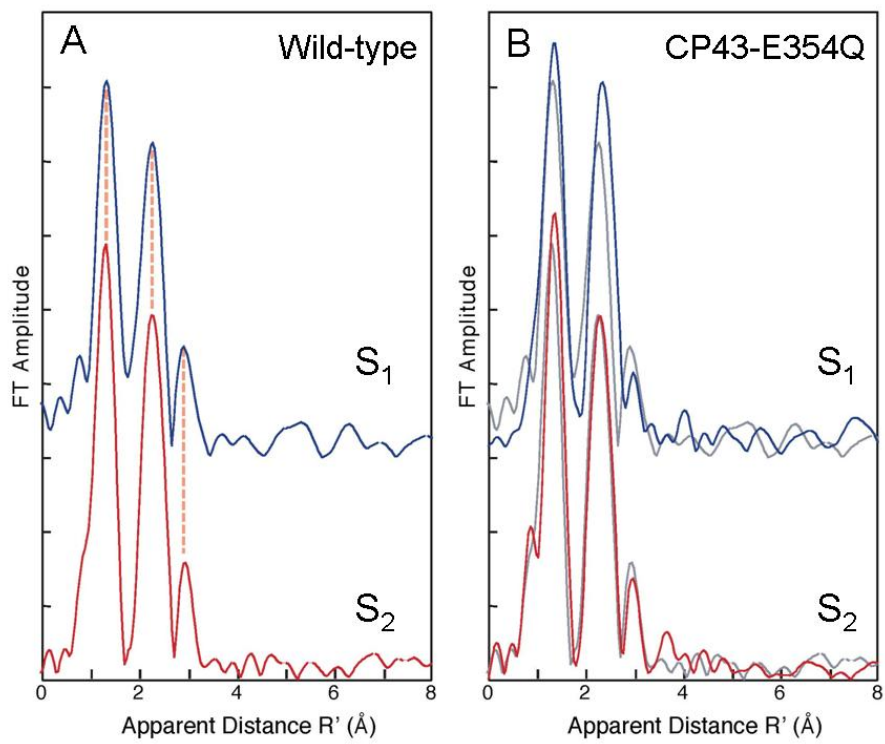 A
Wild-type
B
CP43-E354Q
FT Amplitude
S1
S2
0
2
4
6
8
Apparent Distance R' (Å)
FT Amplitude
S1
S2
0
2
4
6
8
Apparent Distance R' (Å)